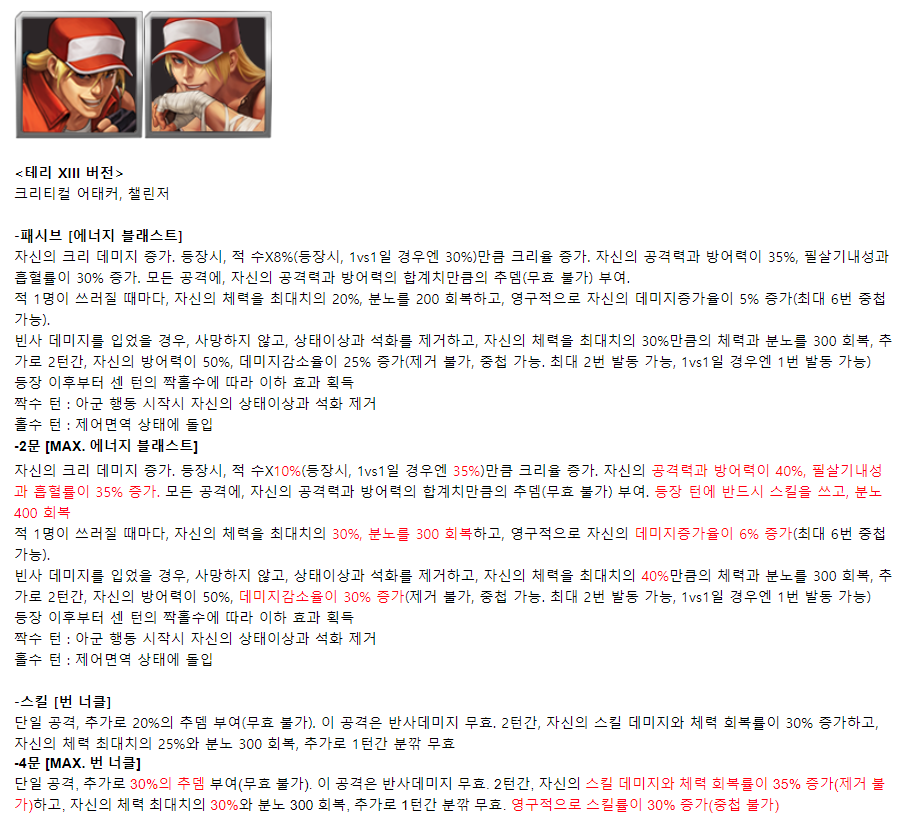 <테리 XIII 버전>
크리티컬 어태커, 챌린저
-패시브 [에너지 블래스트]
자신의 크리 데미지 증가. 등장시, 적 수X8%(등장시, 1vs1일 경우엔 30%)만큼 크리율 증가. 자신의 공격력과 방어력이 35%, 필살기내성과
흡혈률이 30% 증가. 모든 공격에, 자신의 공격력과 방어력의 합계치만큼의 추뎀(무효 불가) 부여.
적 1명이 쓰러질 때마다, 자신의 체력을 최대치의 20%, 분노를 200 회복하고, 영구적으로 자신의 데미지증가율이 5% 증가(최대 6번 중첩
가능).
빈사 데미지를 입었을 경우, 사망하지 않고, 상태이상과 석화를 제거하고, 자신의 체력을 최대치의 30%만큼의 체력과 분노를 300 회복, 추
가로 2턴간, 자신의 방어력이 50%, 데미지감소율이 25% 증가(제거 불가, 중첩 가능. 최대 2번 발동 가능, 1vs1일 경우엔 1번 발동 가능)
등장 이후부터 센 턴의 짝홀수에 따라 이하 효과 획득
짝수 턴 : 아군 행동 시작시 자신의 상태이상과 석화 제거
홀수 턴 : 제어면역 상태에 돌입
-2문 [MAX. 에너지 블래스트]
자신의 크리 데미지 증가. 등장시, 적 수X10%(등장시, 1vs1일 경우엔 35%)만큼 크리율 증가. 자신의 공격력과 방어력이 40%, 필살기내성
과 흡혈률이 35% 증가. 모든 공격에, 자신의 공격력과 방어력의 합계치만큼의 추뎀(무효 불가) 부여. 등장 턴에 반드시 스킬을 쓰고, 분노
400 회복
적 1명이 쓰러질 때마다, 자신의 체력을 최대치의 30%, 분노를 300 회복하고, 영구적으로 자신의 데미지증가율이 6% 증가(최대 6번 중첩
가능).
빈사 데미지를 입었을 경우, 사망하지 않고, 상태이상과 석화를 제거하고, 자신의 체력을 최대치의 40%만큼의 체력과 분노를 300 회복, 추
가로 2턴간, 자신의 방어력이 50%, 데미지감소율이 30% 증가(제거 불가, 중첩 가능. 최대 2번 발동 가능, 1vs1일 경우엔 1번 발동 가능)
등장 이후부터 센 턴의 짝홀수에 따라 이하 효과 획득
짝수 턴 : 아군 행동 시작시 자신의 상태이상과 석화 제거
홀수 턴 : 제어면역 상태에 돌입
-스킬 [번 너클]
단일 공격, 추가로 20%의 추뎀 부여(무효 불가). 이 공격은 반사데미지 무효. 2턴간, 자신의 스킬 데미지와 체력 회복률이 30% 증가하고,
자신의 체력 최대치의 25%와 분노 300 회복, 추가로 1턴간 분깎 무효
-4문 [MAX. 번 너클]
단일 공격, 추가로 30%의 추뎀 부여(무효 불가). 이 공격은 반사데미지 무효. 2턴간, 자신의 스킬 데미지와 체력 회복률이 35% 증가(제거 불
가)하고, 자신의 체력 최대치의 30%와 분노 300 회복, 추가로 1턴간 분깎 무효. 영구적으로 스킬률이 30% 증가(중첩 불가)